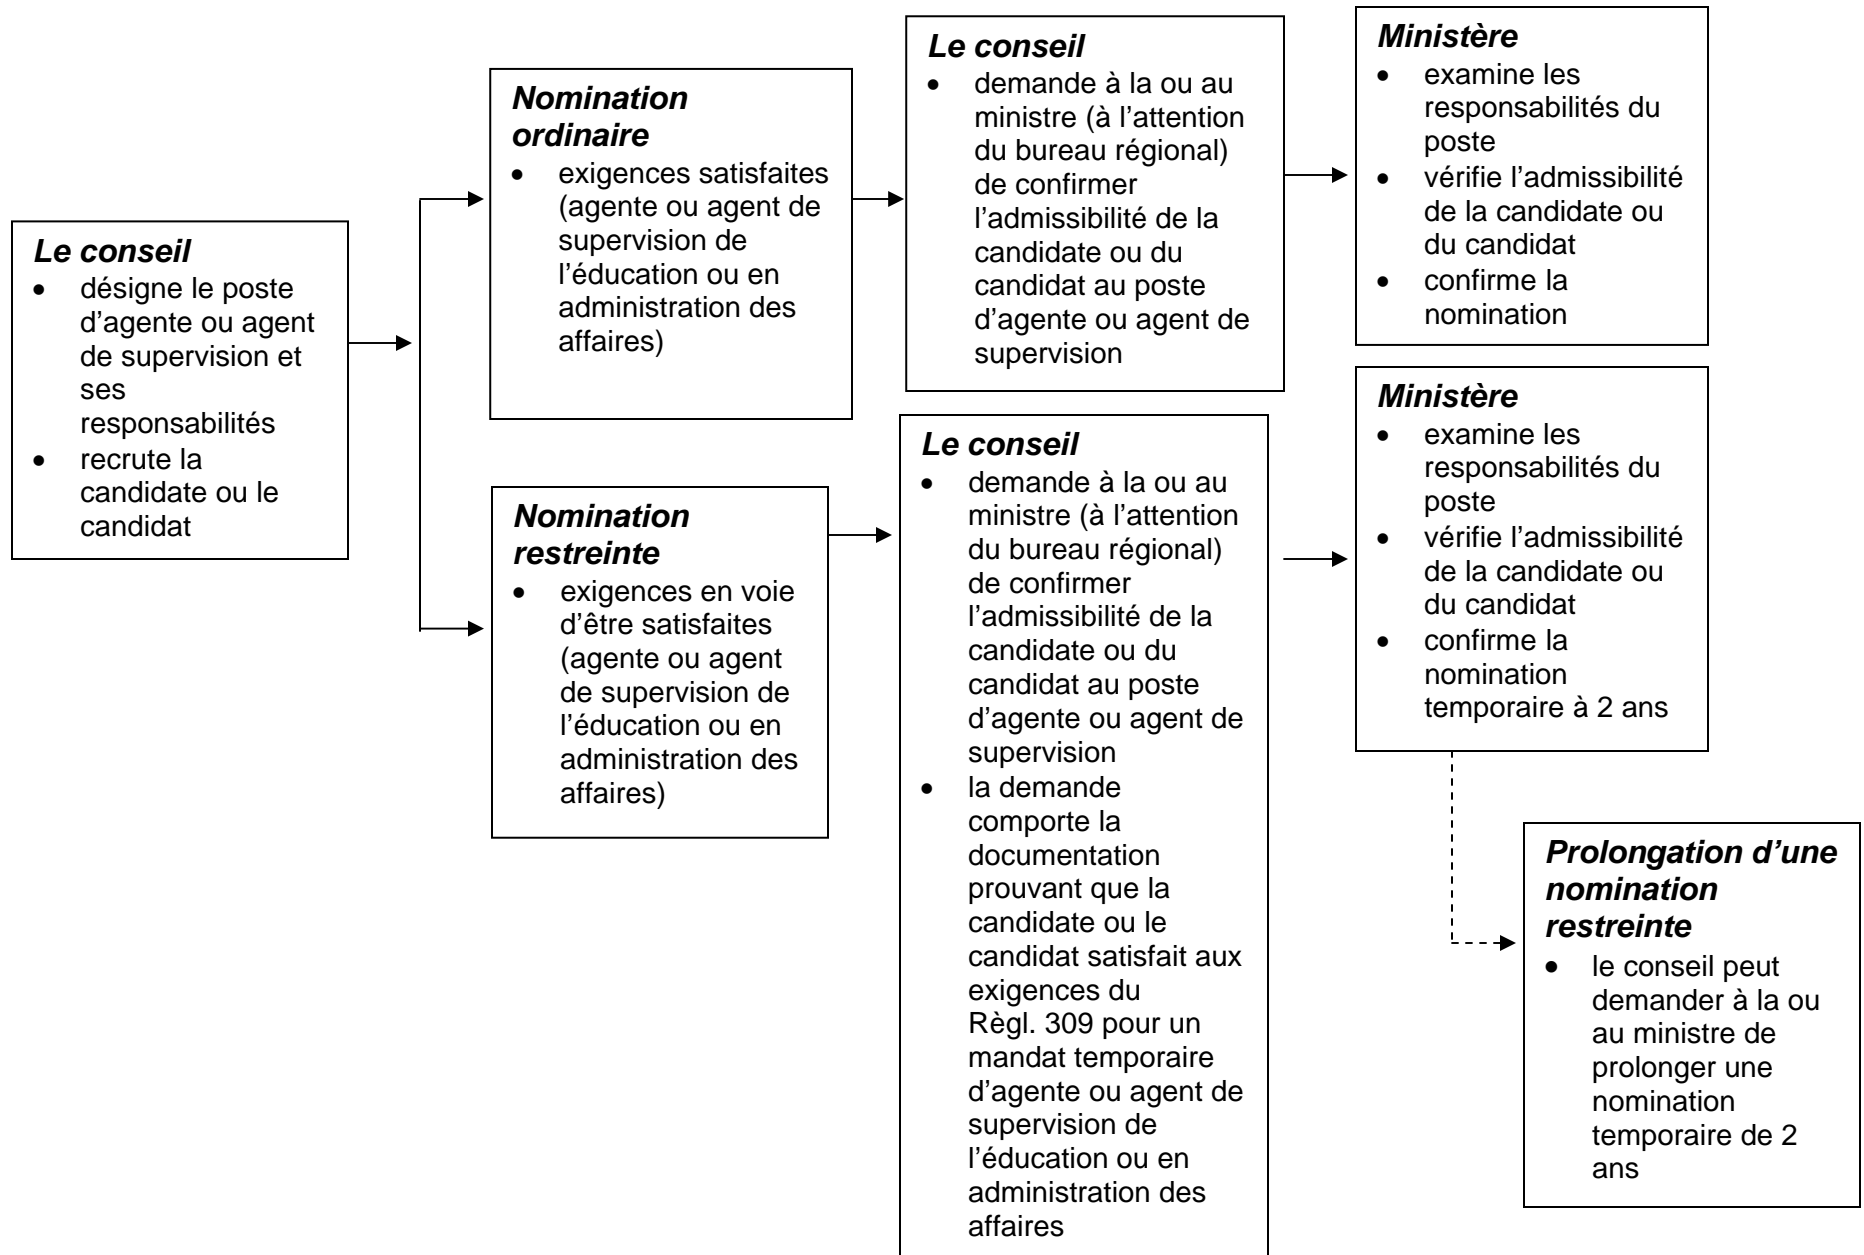 Le conseil
• désigne le poste
d’agente ou agent
de supervision et
ses
responsabilités
• recrute la
candidate ou le
candidat
Nomination
ordinaire
• exigences satisfaites
(agente ou agent de
supervision de
l’éducation ou en
administration des
affaires)
Le conseil
• demande à la ou au
ministre (à l’attention
du bureau régional)
de confirmer
l’admissibilité de la
candidate ou du
candidat au poste
d’agente ou agent de
supervision
Ministère
• examine les
responsabilités du
poste
• vérifie l’admissibilité
de la candidate ou
du candidat
• confirme la
nomination
Nomination
restreinte
• exigences en voie
d’être satisfaites
(agente ou agent
de supervision de
l’éducation ou en
administration des
affaires)
Le conseil
• demande à la ou au
ministre (à l’attention
du bureau régional)
de confirmer
l’admissibilité de la
candidate ou du
candidat au poste
d’agente ou agent de
supervision
• la demande
comporte la
documentation
prouvant que la
candidate ou le
candidat satisfait aux
exigences du
Règl. 309 pour un
mandat temporaire
d’agente ou agent de
supervision de
l’éducation ou en
administration des
affaires
Ministère
• examine les
responsabilités du
poste
• vérifie l’admissibilité
de la candidate ou
du candidat
• confirme la
nomination
temporaire à 2 ans
Prolongation d’une
nomination
restreinte
• le conseil peut
demander à la ou
au ministre de
prolonger une
nomination
temporaire de 2
ans